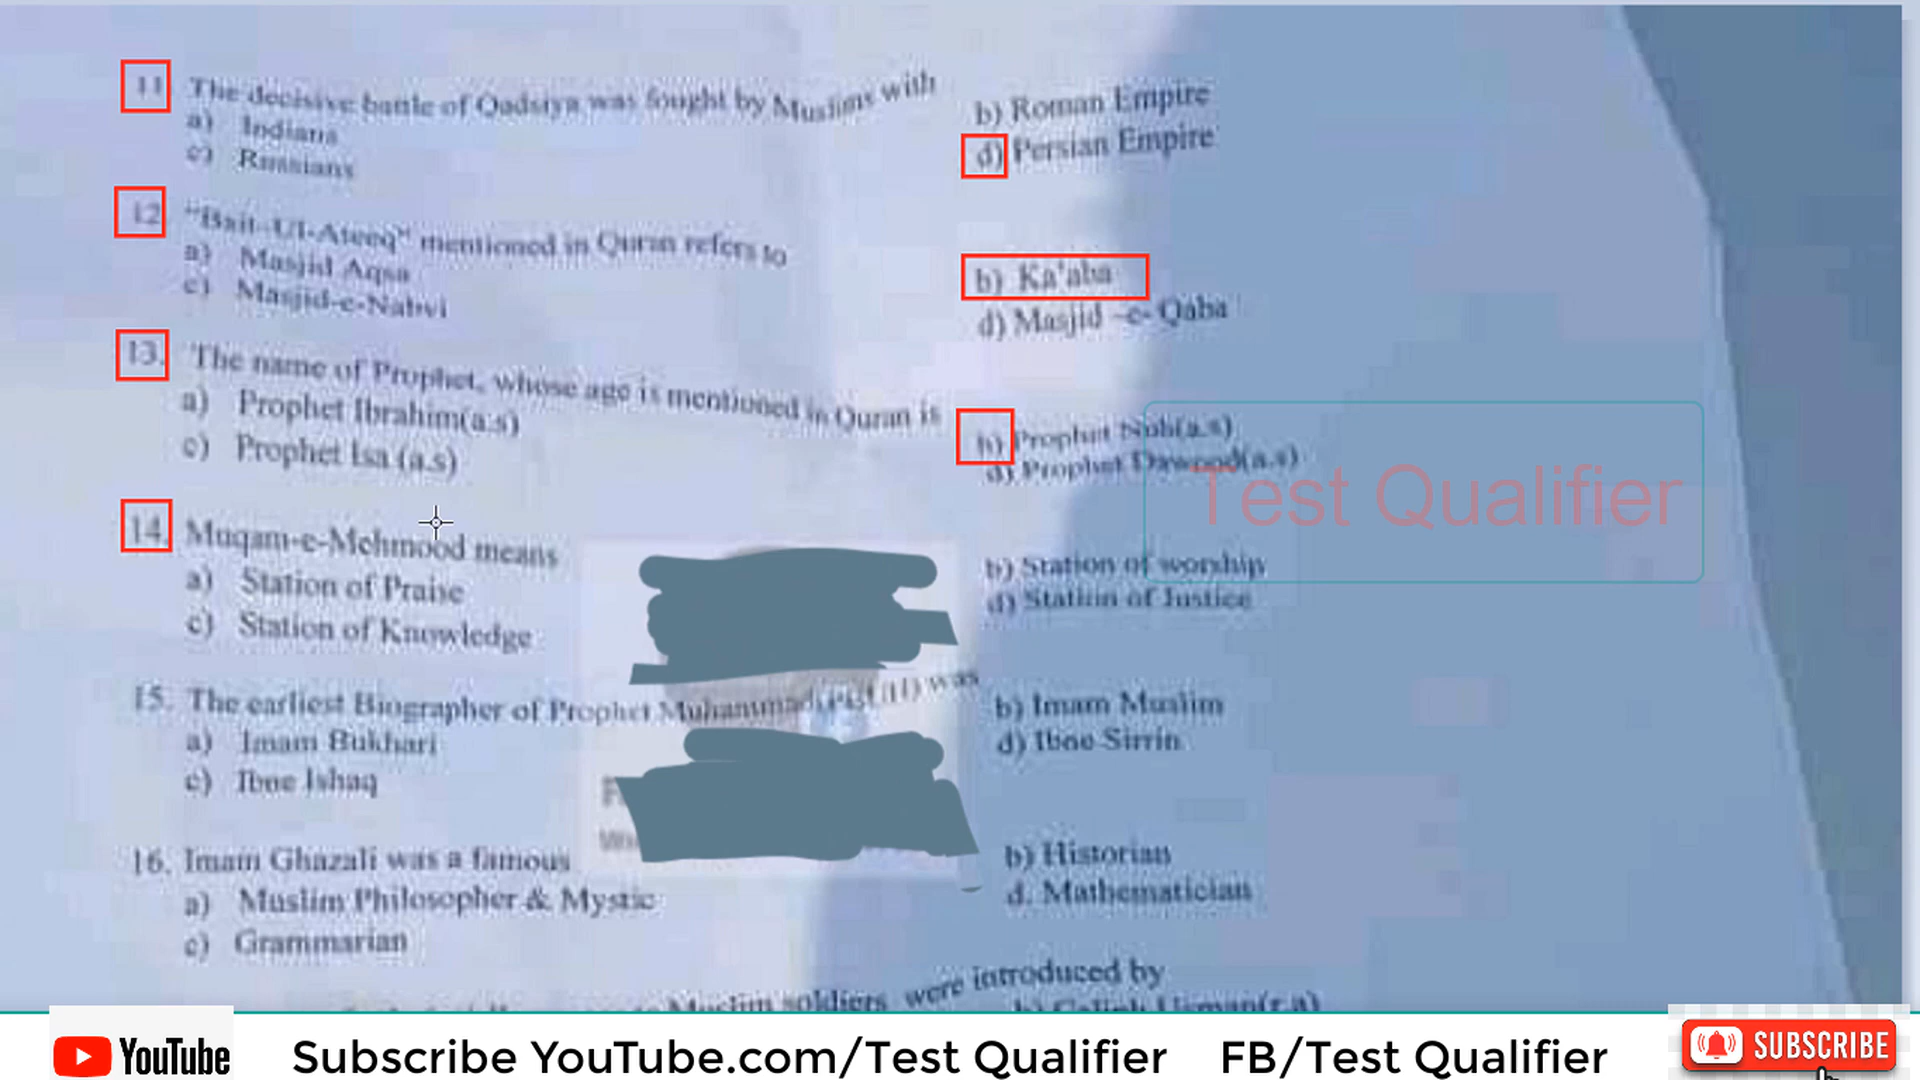 11 The decisive battle of Qadsiya was fought by Muslims with
a) Indians
b) Roman Empire
c) Russians
d) Persian Empire
12 "Bait-Ul-Ateeq" mentioned in Quran refers to
a) Masjid Aqsa
b) Ka'aba
c) Masjid-e-Nabvi
d) Masjid -e- Qaba
13. The name of Prophet, whose age is mentioned in Quran is
a) Prophet Ibrahim(a.s)
b) Prophet Nuh(a.s)
c) Prophet Isa (a.s)
d) Prophet Dawood(a.s)
Test Qualifier
14. Muqam-e-Mehmood means
a) Station of Praise
b) Station of worship
c) Station of Knowledge
d) Station of Justice
15. The earliest Biographer of Prophet Muhammad was
a) Imam Bukhari
b) Imam Muslim
c) Ibne Ishaq
d) Ibne Sirrin
16. Imam Ghazali was a famous
a) Muslim Philosopher & Mystic
b) Historian
c) Grammarian
d. Mathematician
Muslim soldiers were introduced by
YouTube
Subscribe YouTube.com/Test Qualifier
FB/Test Qualifier
SUBSCRIBE